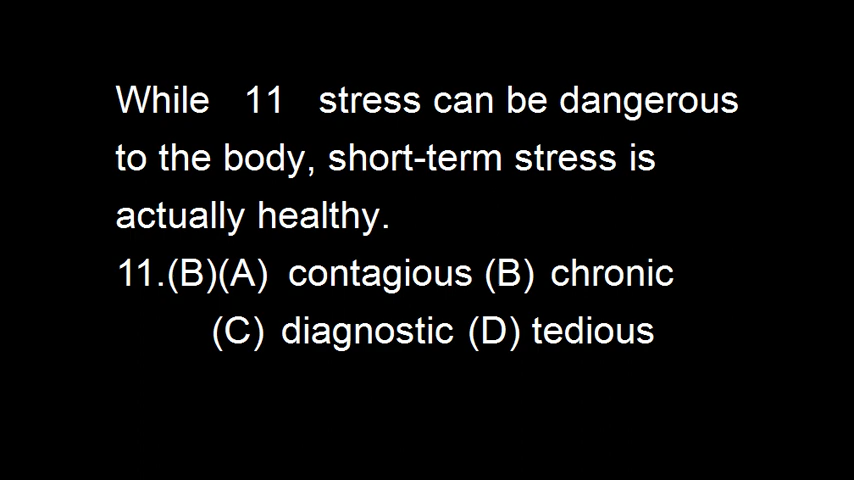 While 11 stress can be dangerous
to the body, short-term stress is
actually healthy.
11.(B)(A) contagious (B) chronic
(C) diagnostic (D) tedious